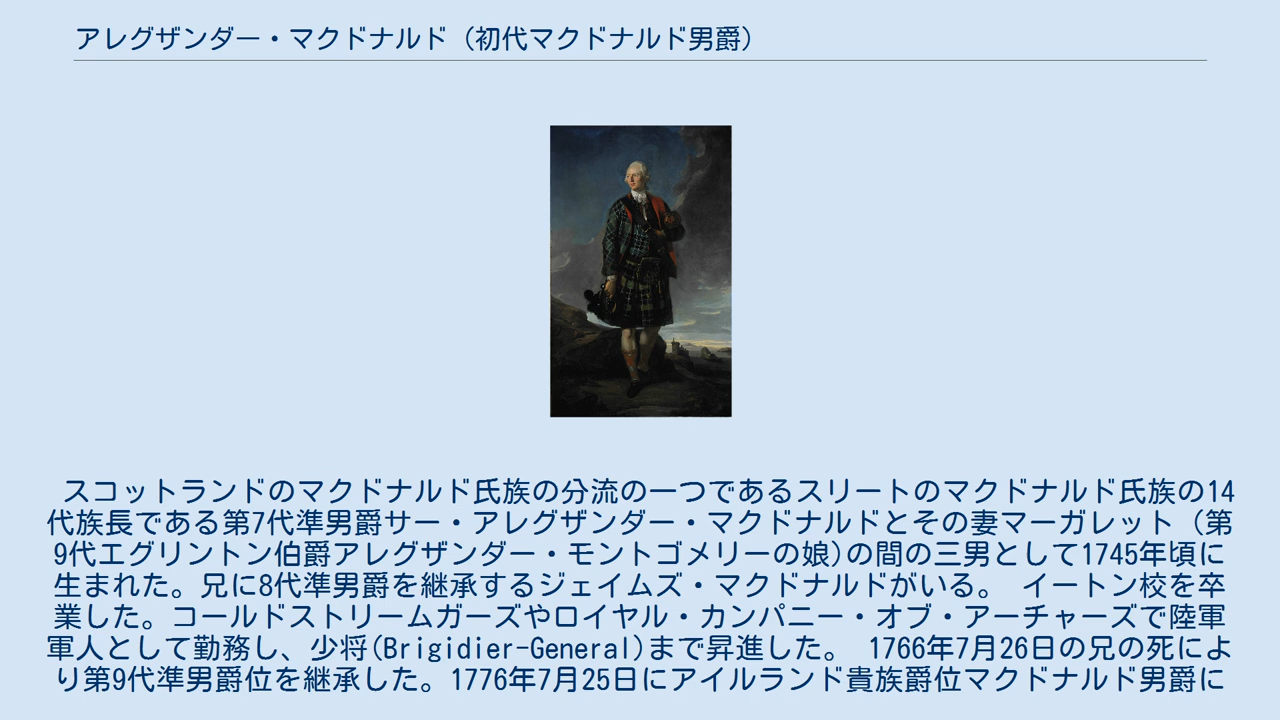 アレグザンダー・マクドナルド（初代マクドナルド男爵）
スコットランドのマクドナルド氏族の分流の一つであるスリートのマクドナルド氏族の14
代族長である第7代準男爵サー・アレグザンダー・マクドナルドとその妻マーガレット（第
9代エグリントン伯爵アレグザンダー・モントゴメリーの娘)の間の三男として1745年頃に
生まれた。兄に8代準男爵を継承するジェイムズ・マクドナルドがいる。 イートン校を卒
業した。コールドストリームガーズやロイヤル・カンパニー・オブ・アーチャーズで陸軍
軍人として勤務し、少将(Brigidier-General)まで昇進した。 1766年7月26日の兄の死によ
り第9代準男爵位を継承した。1776年7月25日にアイルランド貴族爵位マクドナルド男爵に